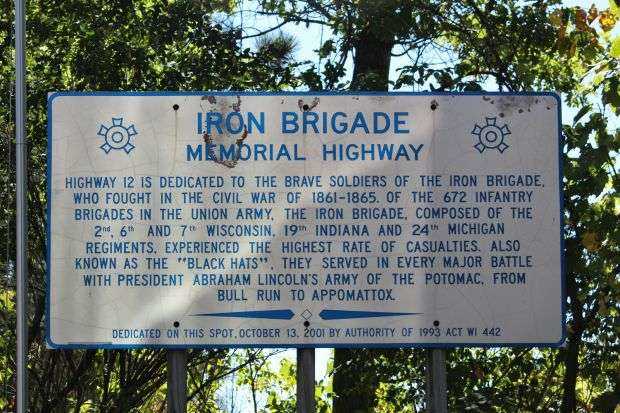 IRON BRIGADE
MEMORIAL HIGHWAY
HIGHWAY 12 IS DEDICATED TO THE BRAVE SOLDIERS OF THE IRON BRIGADE,
WHO FOUGHT IN THE CIVIL WAR OF 1861-1865. OF THE 672 INFANTRY
BRIGADES IN THE UNION ARMY, THE IRON BRIGADE, COMPOSED OF THE
2nd, 6th AND 7th WISCONSIN, 19th INDIANA AND 24th MICHIGAN
REGIMENTS, EXPERIENCED THE HIGHEST RATE OF CASUALTIES. ALSO
KNOWN AS THE "BLACK HATS", THEY SERVED IN EVERY MAJOR BATTLE
WITH PRESIDENT ABRAHAM LINCOLN'S ARMY OF THE POTOMAC, FROM
BULL RUN TO APPOMATTOX.
DEDICATED ON THIS SPOT, OCTOBER 13, 2001 BY AUTHORITY OF 1993 ACT WI 442